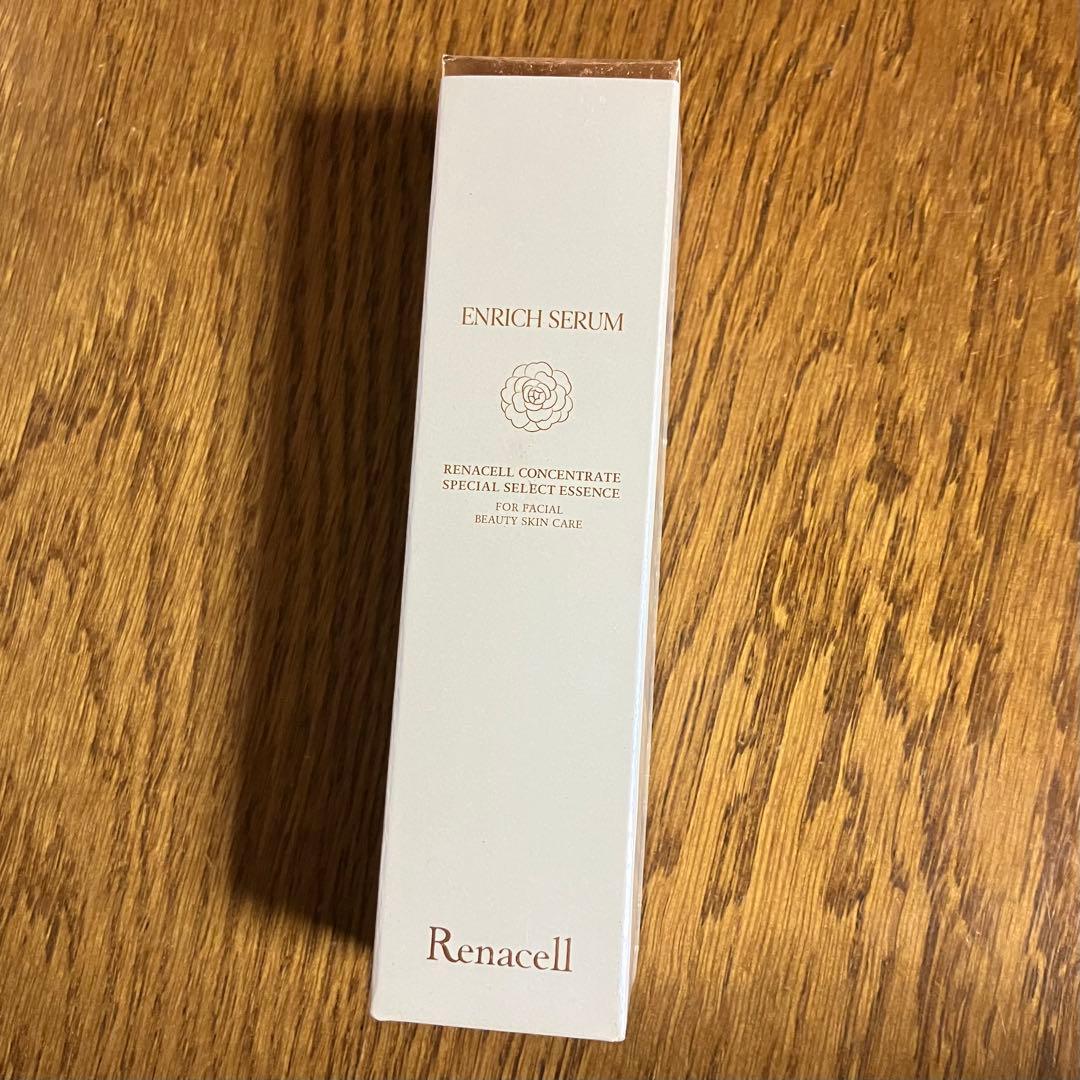 ENRICH SERUM
RENACELL CONCENTRATE
SPECIAL SELECT ESSENCE
FOR FACIAL
BEAUTY SKIN CARE
Renacell